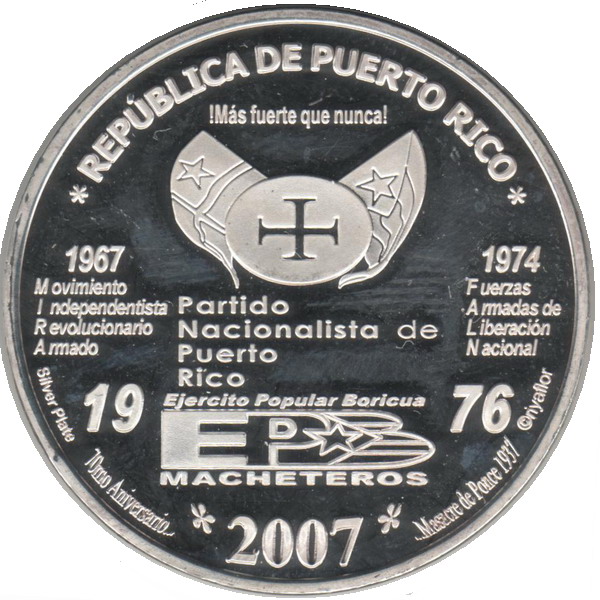 * REPÚBLICA DE PUERTO RICO *
!Más fuerte que nunca!
1967
Movimiento
Independentista
Revolucionario
Armado
1974
Fuerzas
Armadas de
Liberación
Nacional
Partido
Nacionalista de
Puerto
Rico
19
76
Silver Plate
©riyaflor
Ejercito Popular Boricua
EPB
MACHETEROS
70mo Aniversario...
...Masacre de Ponce 1937
* 2007 *